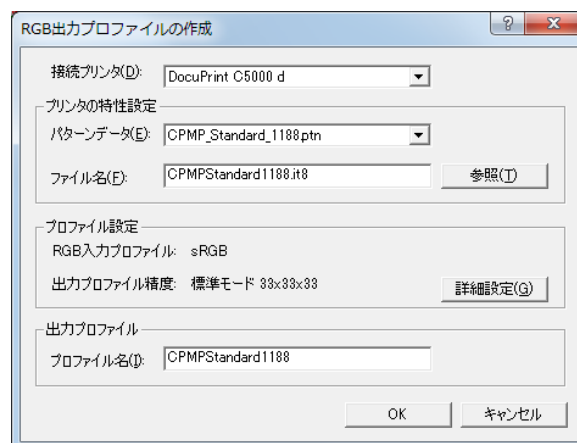 RGB出力プロファイルの作成
接続プリンタ(D): DocuPrint C5000 d
プリンタの特性設定
パターンデータ(E): CPMP_Standard_1188.ptn
ファイル名(F): CPMPStandard1188.it8 参照(T)
プロファイル設定
RGB入力プロファイル: sRGB
出力プロファイル精度: 標準モード 33x33x33 詳細設定(G)
出力プロファイル
プロファイル名(I): CPMPStandard1188
OK キャンセル